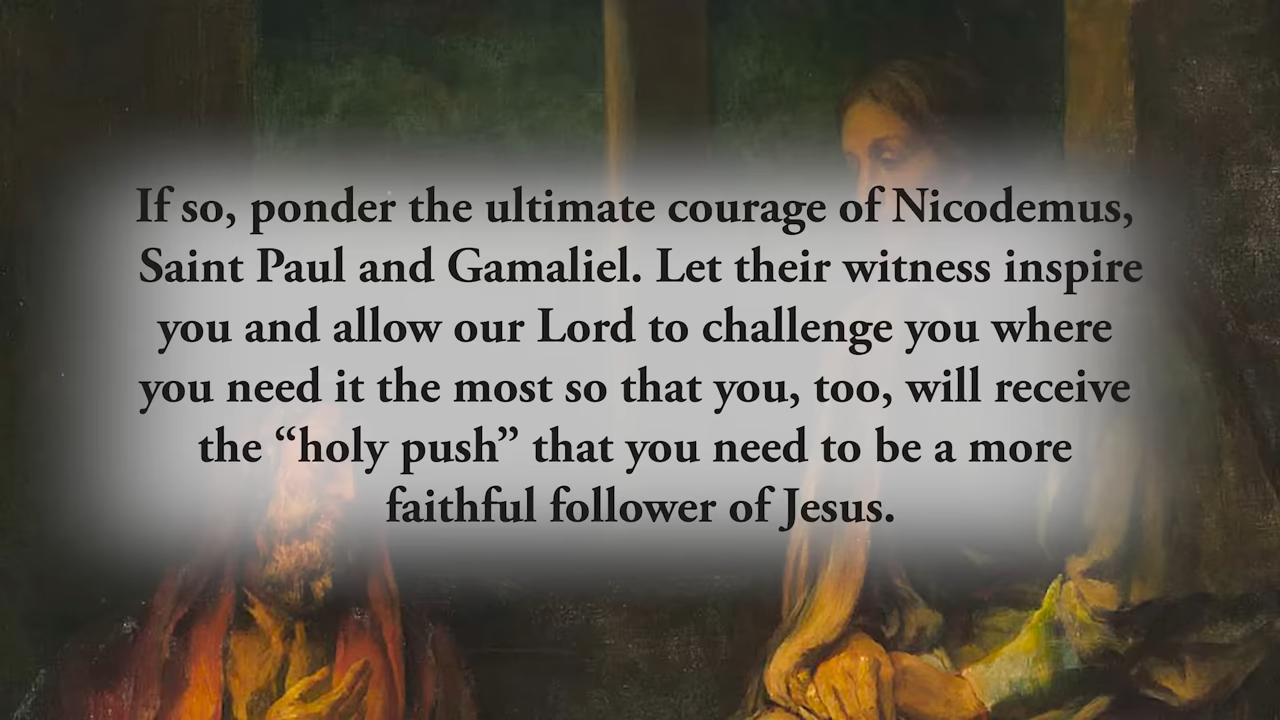 If so, ponder the ultimate courage of Nicodemus,
Saint Paul and Gamaliel. Let their witness inspire
you and allow our Lord to challenge you where
you need it the most so that you, too, will receive
the “holy push” that you need to be a more
faithful follower of Jesus.